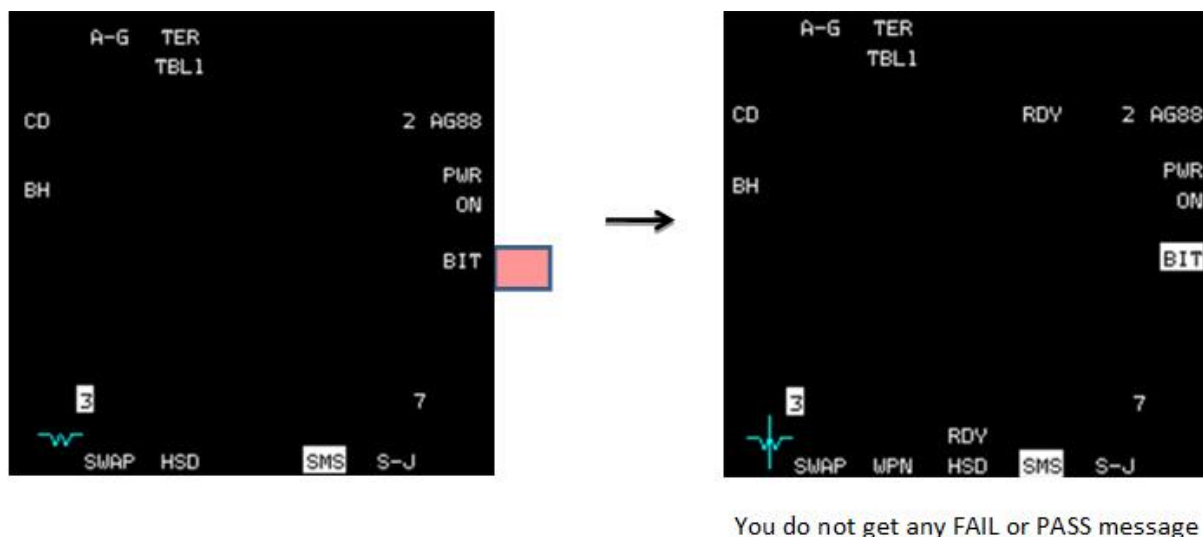 A-G TER
TBL1
CD 2 AG88
PWR
BH
ON
BIT
3 7
SWAP HSD SMS S-J
A-G TER
TBL1
CD RDY 2 AG88
PWR
BH
ON
BIT
3 7
RDY
SWAP WPN HSD SMS S-J
You do not get any FAIL or PASS message